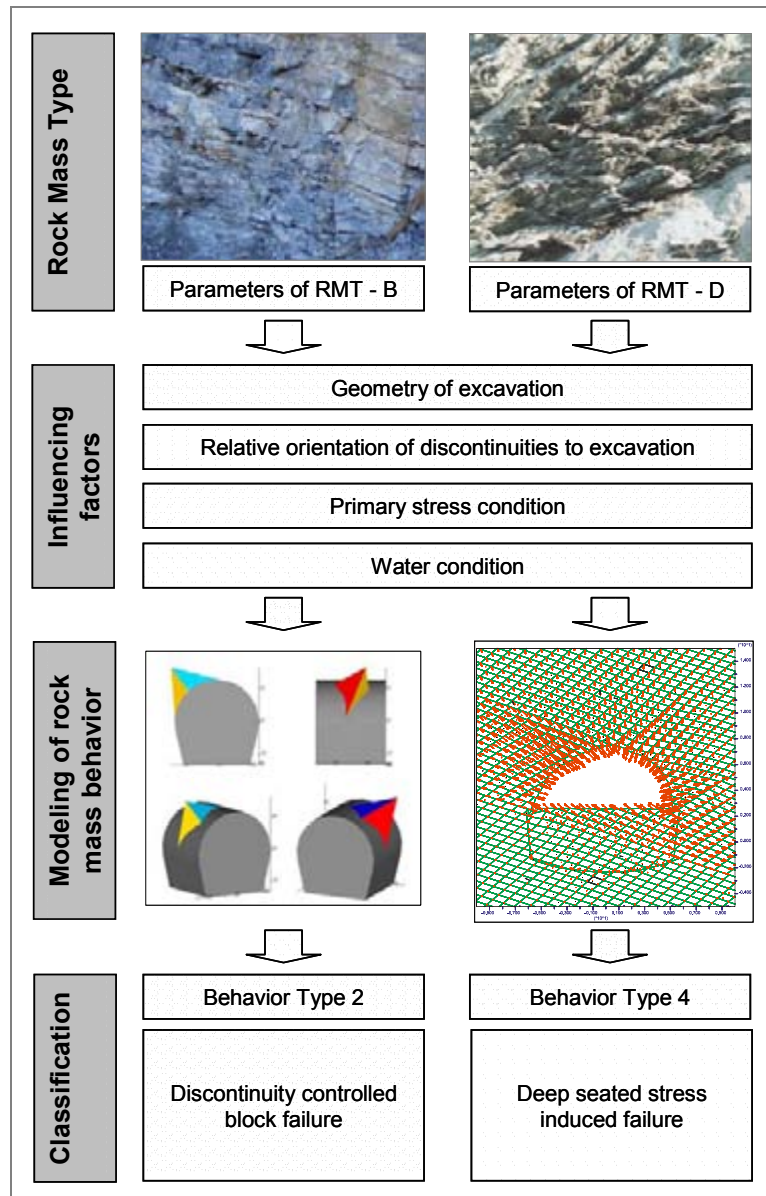 Rock Mass Type
Parameters of RMT - B
Parameters of RMT - D
Influencing
factors
Geometry of excavation
Relative orientation of discontinuities to excavation
Primary stress condition
Water condition
Modeling of rock
mass behavior
Classification
Behavior Type 2
Behavior Type 4
Discontinuity controlled
block failure
Deep seated stress
induced failure